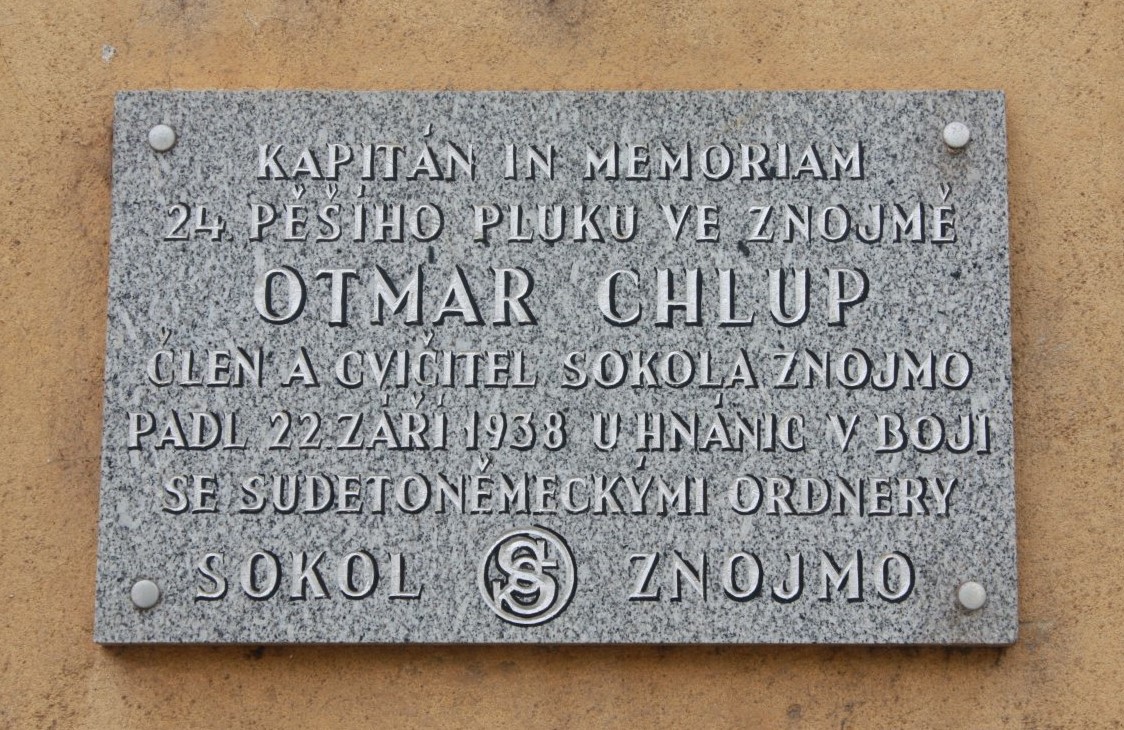 KAPITÁN IN MEMORIAM
24. PĚŠÍHO PLUKU VE ZNOJMĚ
OTMAR CHLUP
ČLEN A CVIČITEL SOKOLA ZNOJMO
PADL 22. ZÁŘÍ 1938 U HNÁNIC V BOJI
SE SUDETONĚMECKÝMI ORDNERY
SOKOL ZNOJMO